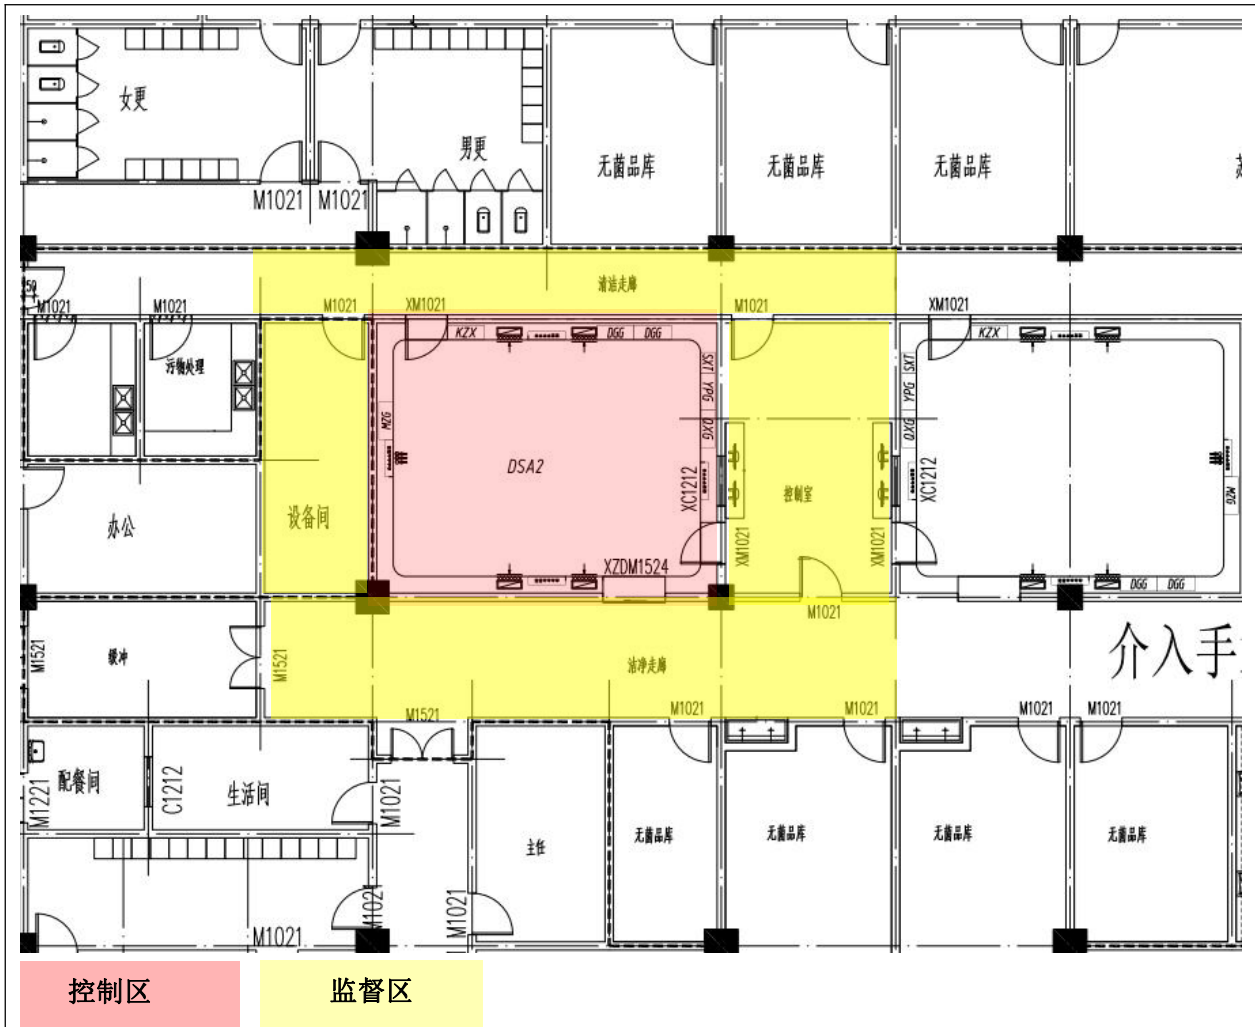 女更
男更
无菌品库
无菌品库
无菌品库
M1021
M1021
清洁走廊
M1021
M1021
M1021
XM1021
M1021
XM1021
污物处理
KZX
DGG
DGG
SXT
YPG
QXG
MZG
DSA2
XC1212
XM1021
XZDM1524
设备间
控制室
XM1021
M1021
KZX
SXT
YPG
QXG
XC1212
MZG
DGG
DGG
办公
缓冲
M1521
M1521
洁净走廊
介入手
M1521
M1021
M1021
M1021
M1021
配餐间
M1221
C1212
生活间
M1021
主任
无菌品库
无菌品库
无菌品库
无菌品库
M1021
M1021
M1021
控制区
监督区